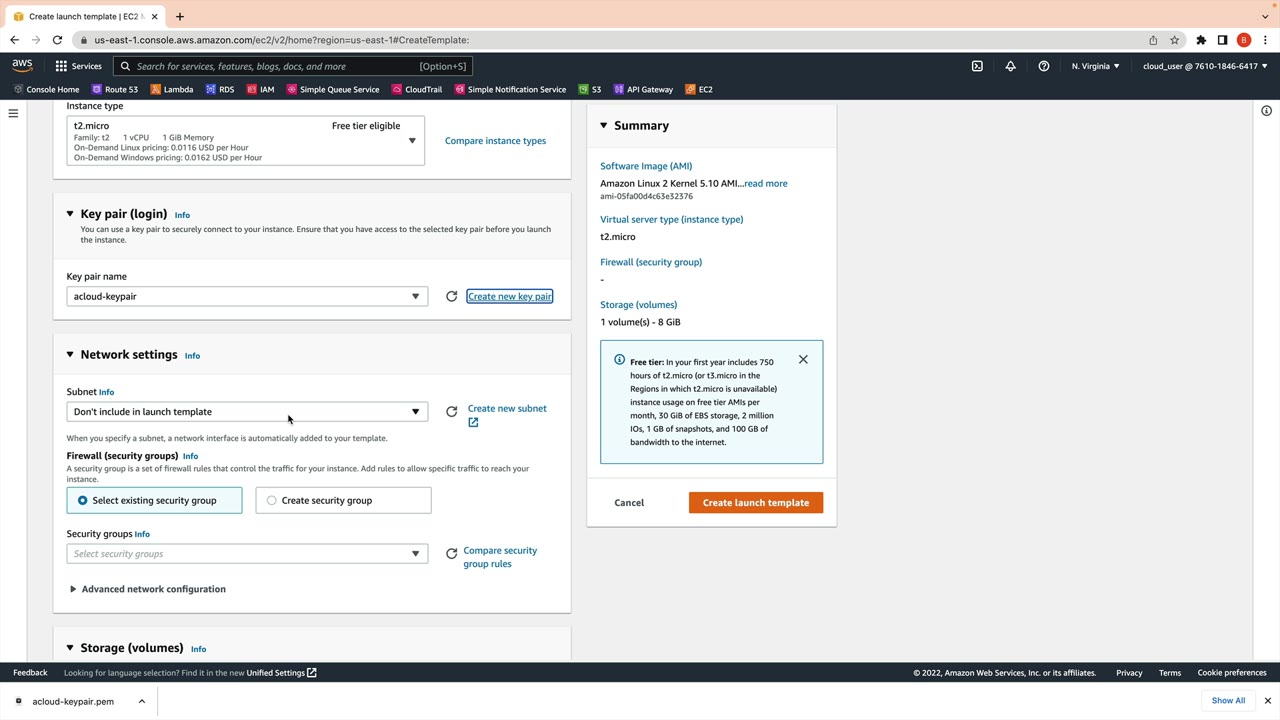 Create launch template | EC2 M
us-east-1.console.aws.amazon.com/ec2/v2/home?region=us-east-1#CreateTemplate:
B
aws
Services
Search for services, features, blogs, docs, and more
[Option+S]
N. Virginia
cloud_user @ 7610-1846-6417
Console Home
Route 53
Lambda
RDS
IAM
Simple Queue Service
CloudTrail
Simple Notification Service
S3
API Gateway
EC2
Instance type
t2.micro
Free tier eligible
Family: t2 1 vCPU 1 GiB Memory
On-Demand Linux pricing: 0.0116 USD per Hour
On-Demand Windows pricing: 0.0162 USD per Hour
Compare instance types
Key pair (login) Info
You can use a key pair to securely connect to your instance. Ensure that you have access to the selected key pair before you launch
the instance.
Key pair name
acloud-keypair
Create new key pair
Network settings Info
Subnet Info
Don't include in launch template
Create new subnet
When you specify a subnet, a network interface is automatically added to your template.
Firewall (security groups) Info
A security group is a set of firewall rules that control the traffic for your instance. Add rules to allow specific traffic to reach your
instance.
Select existing security group
Create security group
Security groups Info
Select security groups
Compare security
group rules
Advanced network configuration
Storage (volumes) Info
Summary
Software Image (AMI)
Amazon Linux 2 Kernel 5.10 AMI...read more
ami-05fa00d4c63e32376
Virtual server type (instance type)
t2.micro
Firewall (security group)
-
Storage (volumes)
1 volume(s) - 8 GiB
Free tier: In your first year includes 750
hours of t2.micro (or t3.micro in the
Regions in which t2.micro is unavailable)
instance usage on free tier AMIs per
month, 30 GiB of EBS storage, 2 million
IOs, 1 GB of snapshots, and 100 GB of
bandwidth to the internet.
Cancel
Create launch template
Feedback
Looking for language selection? Find it in the new Unified Settings
© 2022, Amazon Web Services, Inc. or its affiliates.
Privacy
Terms
Cookie preferences
acloud-keypair.pem
Show All